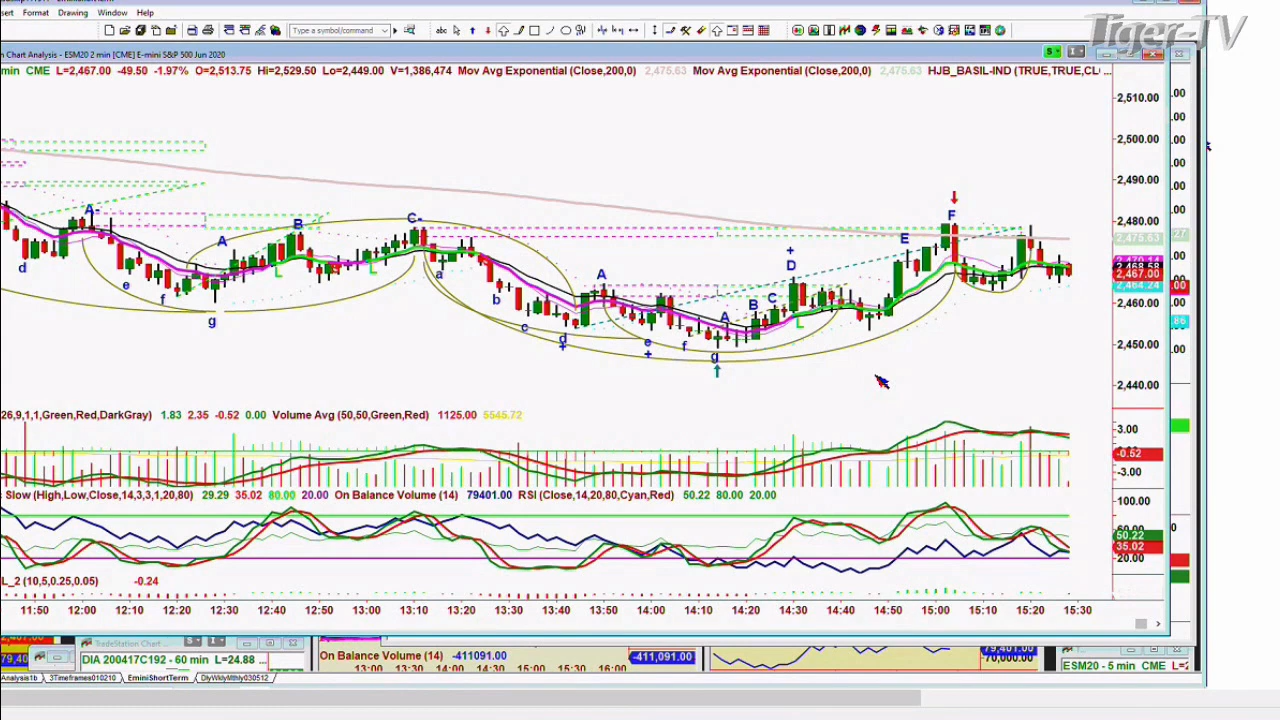 Tiger-TV
sert Format Drawing Window Help
Type a symbol/command
abc
n Chart Analysis - ESM20 2 min [CME] E-mini S&P 500 Jun 2020
S
I
min CME L=2,467.00 -49.50 -1.97% O=2,513.75 Hi=2,529.50 Lo=2,449.00 V=1,386,474 Mov Avg Exponential (Close,200,0) 2,475.63 Mov Avg Exponential (Close,200,0) 2,475.63 HJB_BASIL-IND (TRUE,TRUE,CL(...
2,510.00
2,500.00
2,490.00
2,480.00
2,475.63
2,467.00
2,464.24
2,460.00
2,450.00
2,440.00
A-
d
e
f
g
A
B
L
L
C-
a
b
c
d
+
A
e
+
f
g
A
B
C
+
D
L
E
F
26,9,1,1,Green,Red,DarkGray) 1.83 2.35 -0.52 0.00 Volume Avg (50,50,Green,Red) 1125.00 5545.72
3.00
-0.52
-3.00
Slow (High,Low,Close,14,3,3,1,20,80) 29.29 35.02 80.00 20.00 On Balance Volume (14) 79401.00 RSI (Close,14,20,80,Cyan,Red) 50.22 80.00 20.00
100.00
50.22
35.02
20.00
L_2 (10,5,0.25,0.05) -0.24
11:50 12:00 12:10 12:20 12:30 12:40 12:50 13:00 13:10 13:20 13:30 13:40 13:50 14:00 14:10 14:20 14:30 14:40 14:50 15:00 15:10 15:20 15:30
TradeStation Chart
S
I
DIA 200417C192 - 60 min L=24.88 ...
On Balance Volume (14) -411091.00
-411,091.00
13:00 13:30 14:00 14:30 15:00 15:30 16:00
79,401.00
-70,000.00
ESM20 - 5 min CME L=2
Analysis1b 3Timeframes010210 EminiShortTerm DlyWklyMthly030512